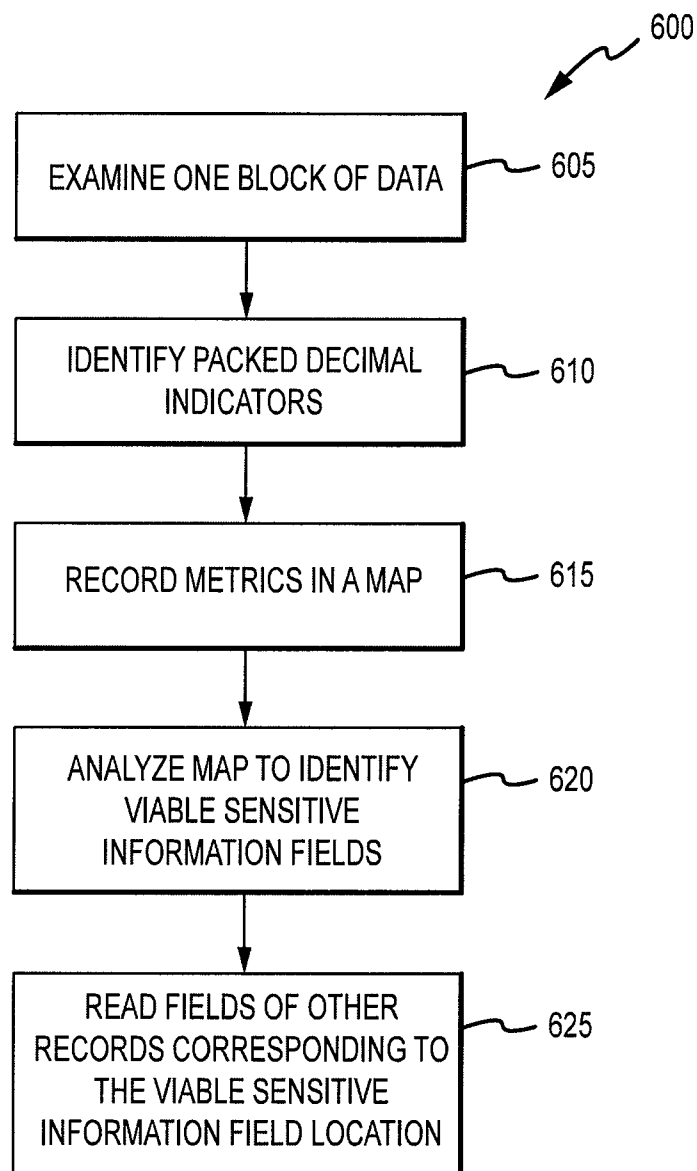 600
EXAMINE ONE BLOCK OF DATA
605
IDENTIFY PACKED DECIMAL
INDICATORS
610
RECORD METRICS IN A MAP
615
ANALYZE MAP TO IDENTIFY
VIABLE SENSITIVE
INFORMATION FIELDS
620
READ FIELDS OF OTHER
RECORDS CORRESPONDING TO
THE VIABLE SENSITIVE
INFORMATION FIELD LOCATION
625